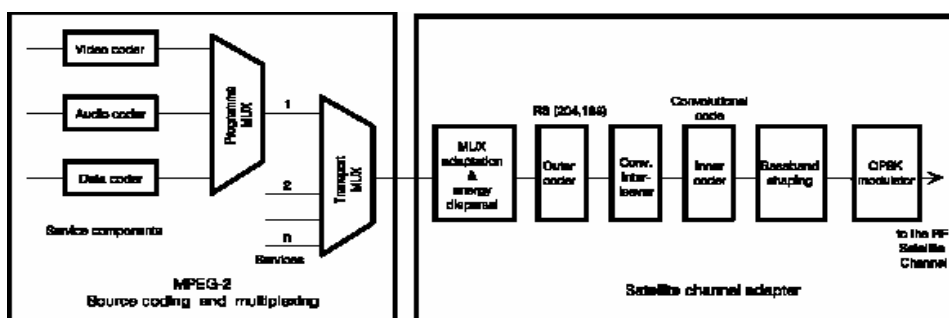 Video coder
Audio coder
Data coder
Service components
Programme
MUX
1
2
n
Services
Transport
MUX
MPEG-2
Source coding and multiplexing
MUX
adaptation
&
energy
dispersal
RS (204,188)
Outer
coder
Conv.
Inter-
leaver
Convolutional
code
Inner
coder
Baseband
shaping
QPSK
modulator
to the RF
Satellite
Channel
Satellite channel adapter